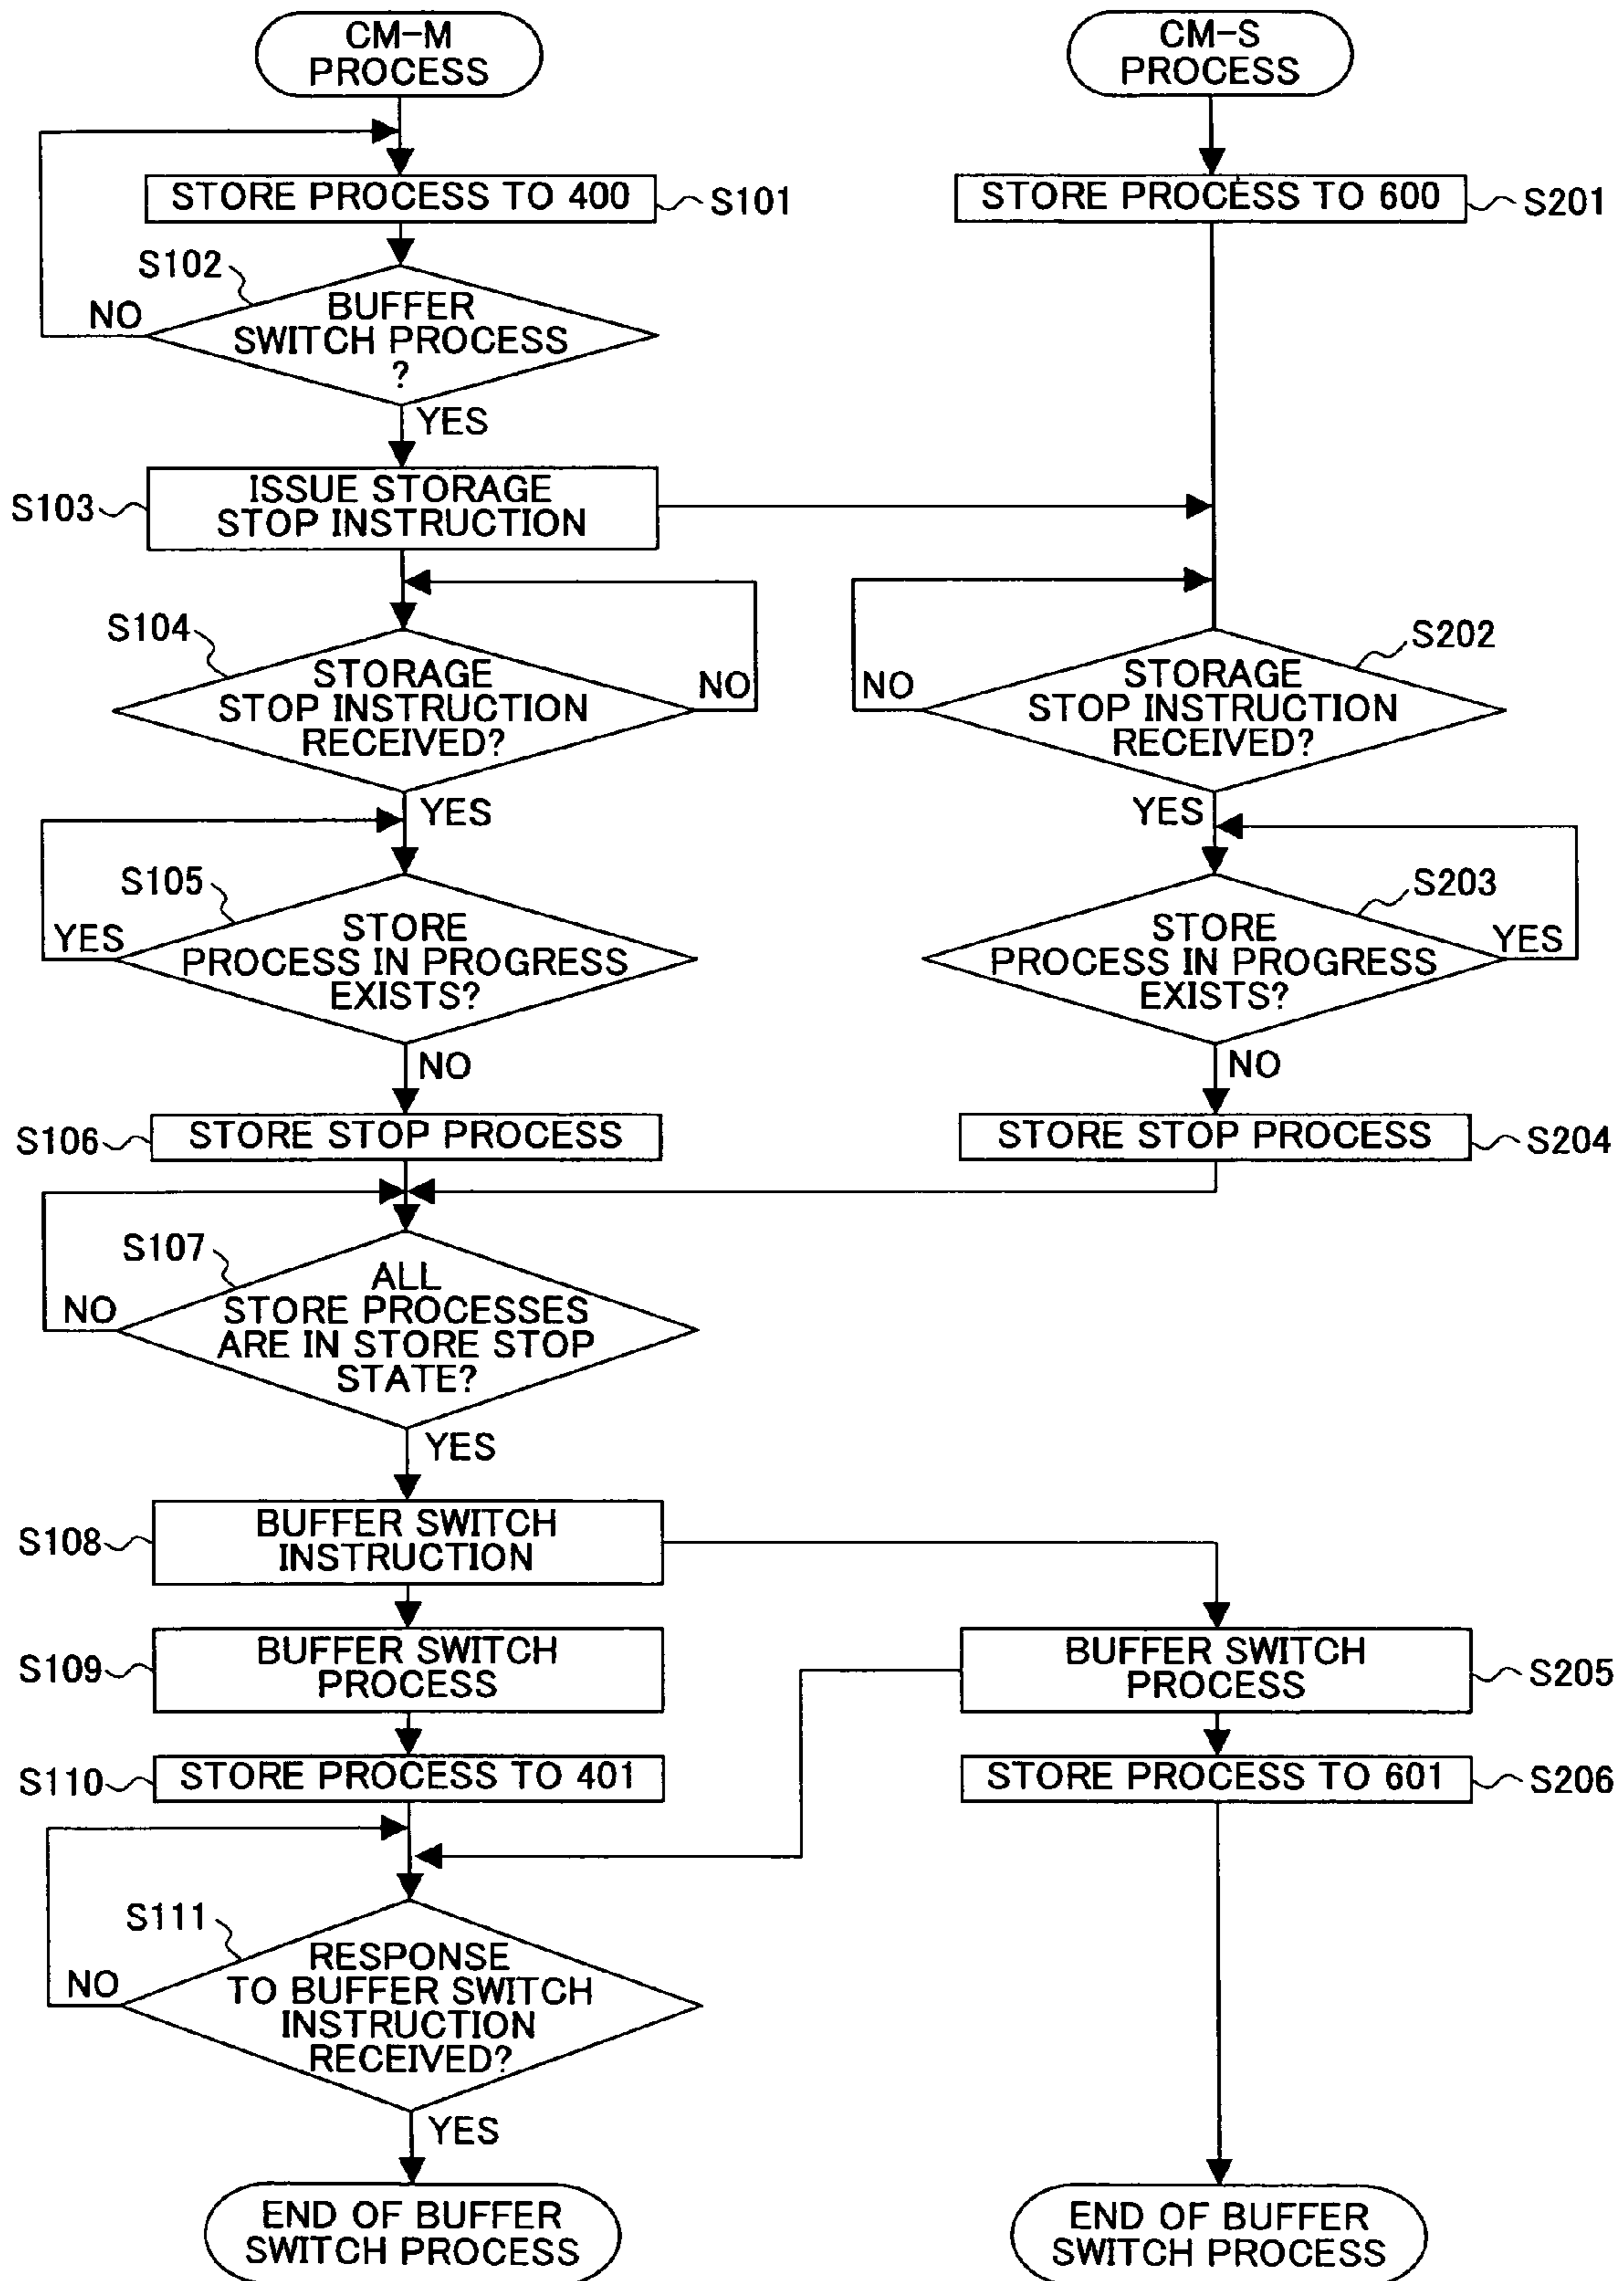 CM-M
PROCESS
CM-S
PROCESS
STORE PROCESS TO 400
S101
STORE PROCESS TO 600
S201
S102
BUFFER
SWITCH PROCESS
?
NO
YES
S103
ISSUE STORAGE
STOP INSTRUCTION
S104
STORAGE
STOP INSTRUCTION
RECEIVED?
NO
YES
S202
STORAGE
STOP INSTRUCTION
RECEIVED?
NO
YES
S105
STORE
PROCESS IN PROGRESS
EXISTS?
YES
NO
S203
STORE
PROCESS IN PROGRESS
EXISTS?
YES
NO
S106
STORE STOP PROCESS
STORE STOP PROCESS
S204
S107
ALL
STORE PROCESSES
ARE IN STORE STOP
STATE?
NO
YES
S108
BUFFER SWITCH
INSTRUCTION
S109
BUFFER SWITCH
PROCESS
BUFFER SWITCH
PROCESS
S205
S110
STORE PROCESS TO 401
STORE PROCESS TO 601
S206
S111
RESPONSE
TO BUFFER SWITCH
INSTRUCTION
RECEIVED?
NO
YES
END OF BUFFER
SWITCH PROCESS
END OF BUFFER
SWITCH PROCESS